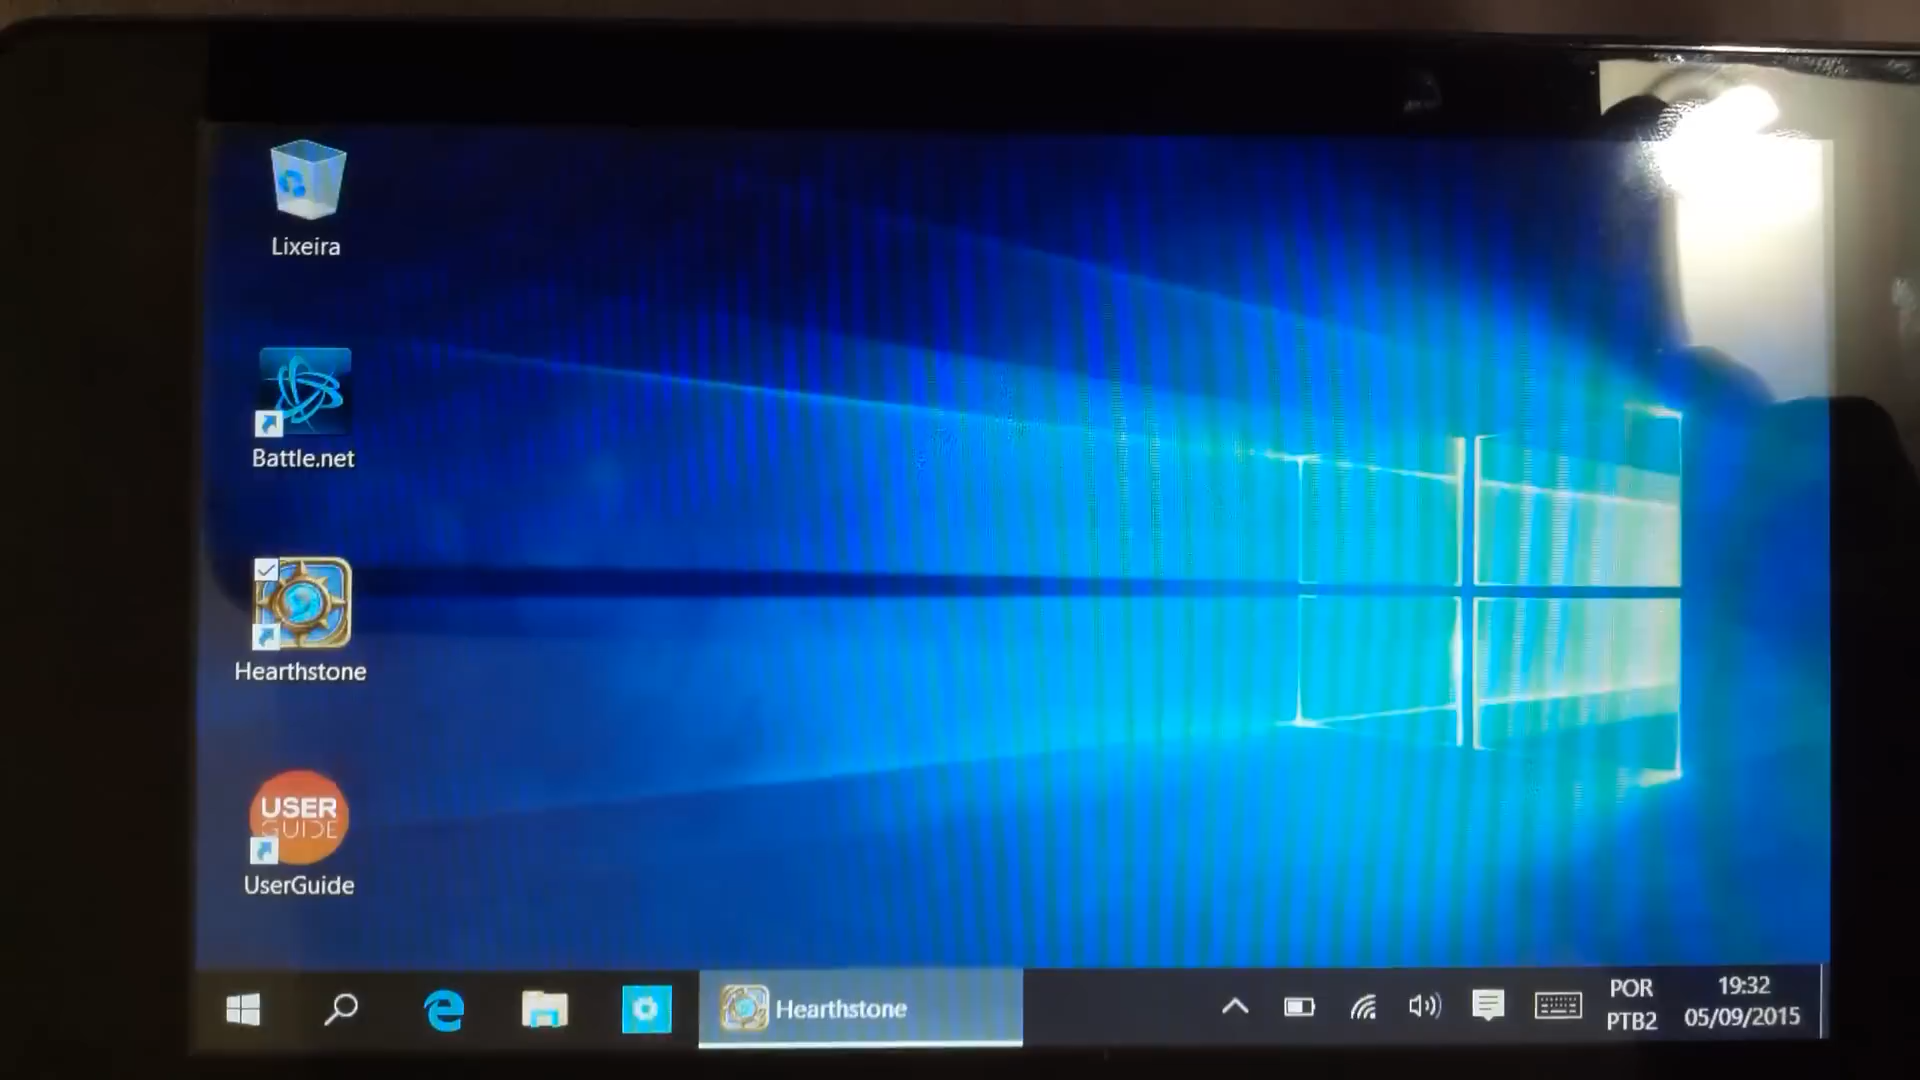 Lixeira
Battle.net
Hearthstone
USER
GUIDE
UserGuide
Hearthstone
POR
PTB2
19:32
05/09/2015